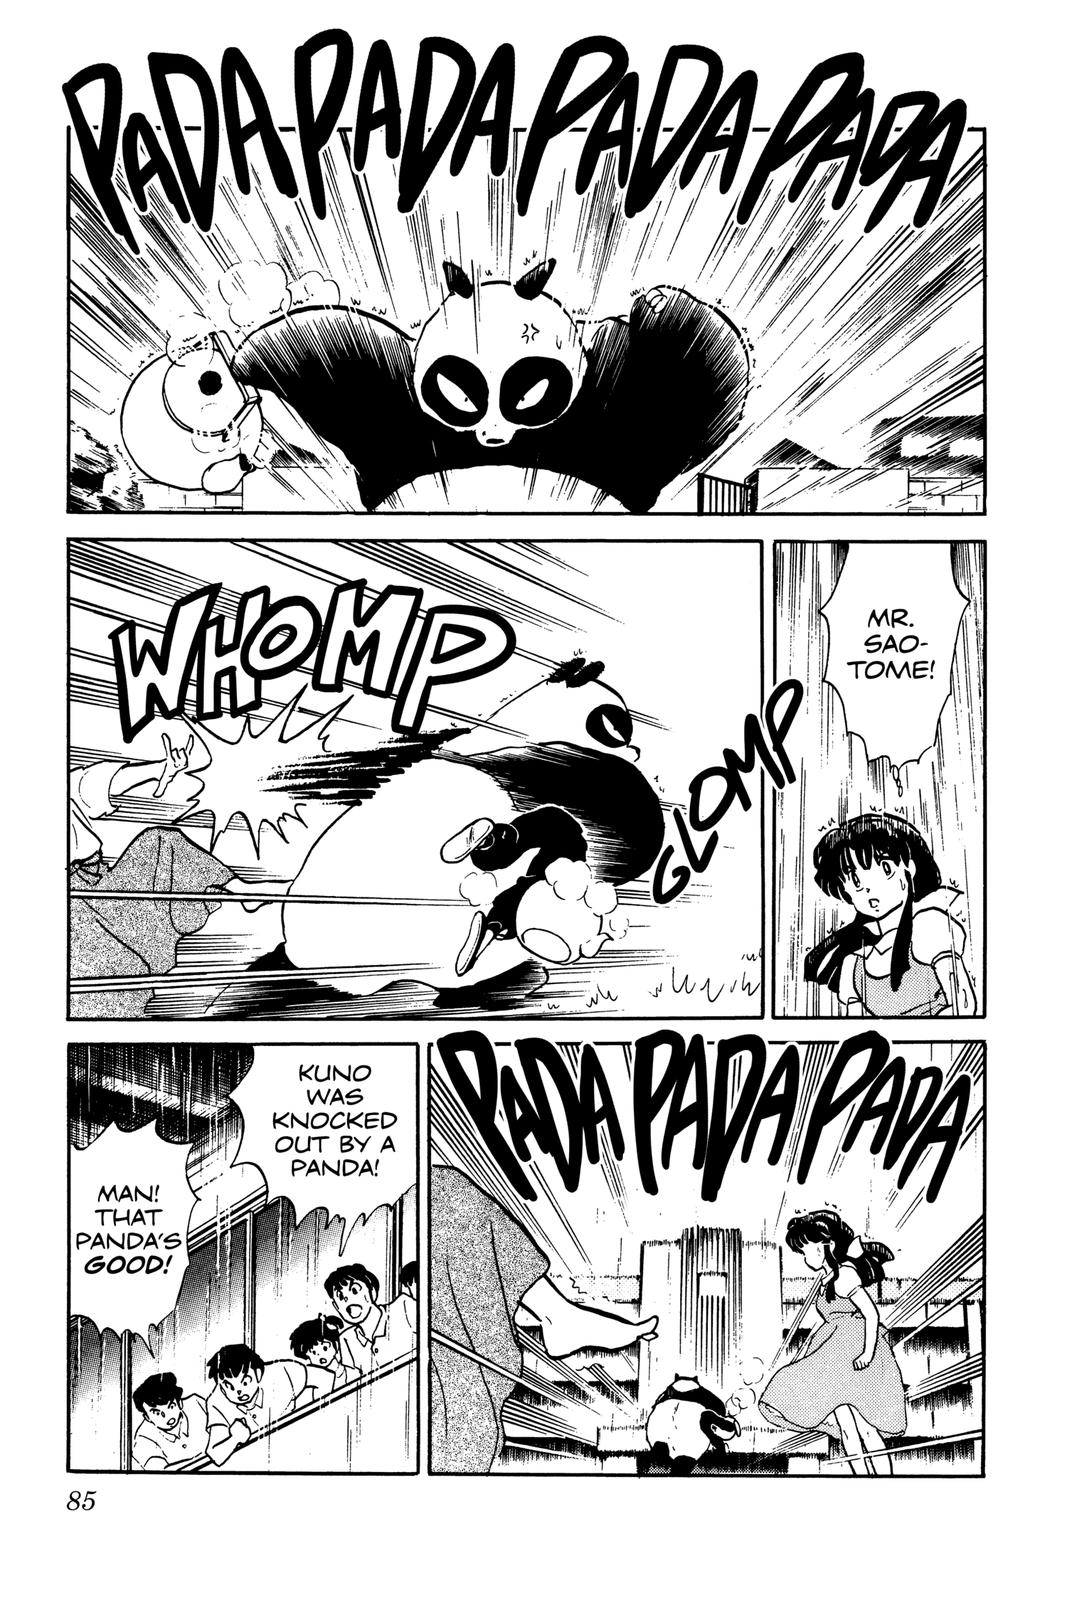 PADA PADA PADA PADA
WHOMP
GLOMP
MR.
SAO-
TOME!
KUNO
WAS
KNOCKED
OUT BY A
PANDA!
MAN!
THAT
PANDA'S
GOOD!
PADA PADA PADA
85